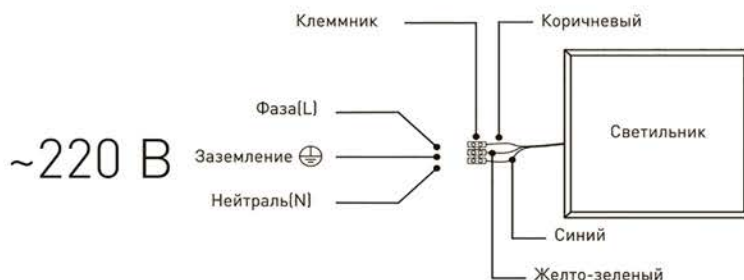 Клеммник
Коричневый
Фаза(L)
~220 В
Заземление
Светильник
Нейтраль(N)
Синий
Желто-зеленый